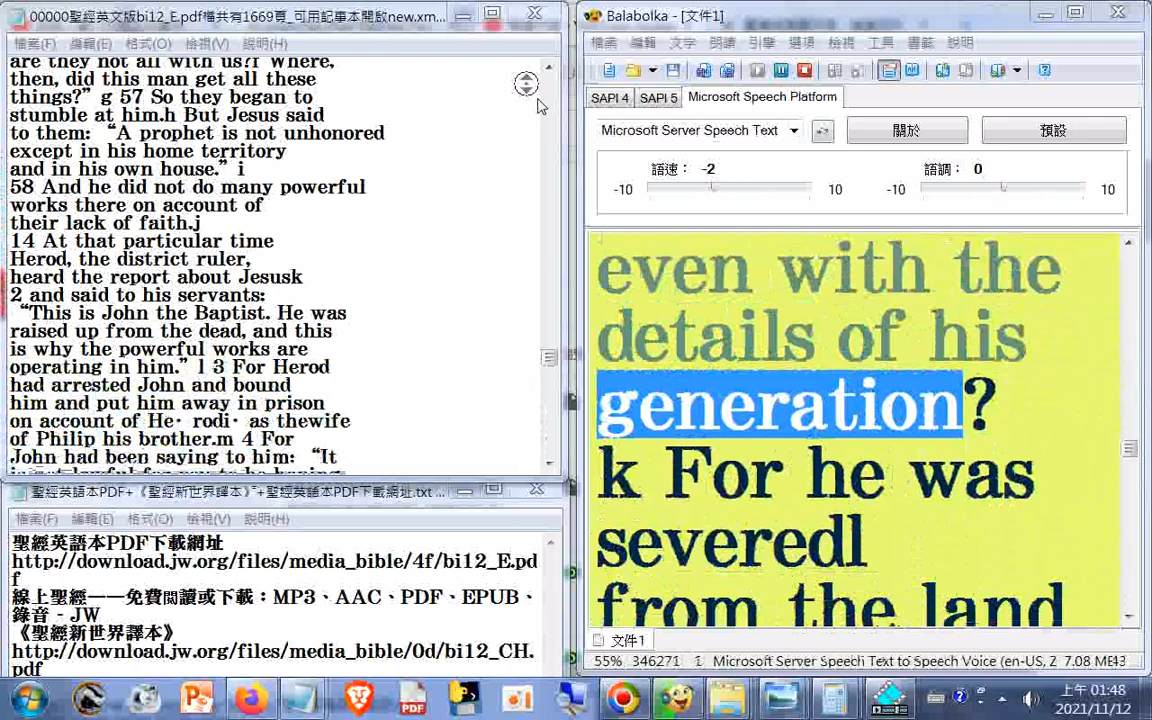 00000聖經英文版bi12_E.pdf檔共有1669頁_可用記事本開啟new.xm...
檔案(F) 編輯(E) 格式(O) 檢視(V) 說明(H)
are they not all with us?f Where,
then, did this man get all these
things?” g 57 So they began to
stumble at him.h But Jesus said
to them: “A prophet is not unhonored
except in his home territory
and in his own house.” i
58 And he did not do many powerful
works there on account of
their lack of faith.j
14 At that particular time
Herod, the district ruler,
heard the report about Jesusk
2 and said to his servants:
“This is John the Baptist. He was
raised up from the dead, and this
is why the powerful works are
operating in him.” l 3 For Herod
had arrested John and bound
him and put him away in prison
on account of He· rodi· as thewife
of Philip his brother.m 4 For
John had been saying to him: “It
聖經英語本PDF+《聖經新世界譯本》"+聖經英語本PDF下載網址.txt ...
檔案(F) 編輯(E) 格式(O) 檢視(V) 說明(H)
聖經英語本PDF下載網址
http://download.jw.org/files/media_bible/4f/bi12_E.pd
f
線上聖經——免費閱讀或下載：MP3、AAC、PDF、EPUB、
錄音 - JW
《聖經新世界譯本》
http://download.jw.org/files/media_bible/0d/bi12_CH.
pdf
Balabolka - [文件1]
檔案 編輯 文字 朗讀 引擎 選項 檢視 工具 書籤 說明
SAPI 4 SAPI 5 Microsoft Speech Platform
Microsoft Server Speech Text 關於 預設
語速： -2 語調： 0
-10 10 -10 10
even with the
details of his
generation?
k For he was
severedl
from the land
文件1
55% 346271 1 Microsoft Server Speech Text to Speech Voice (en-US, Z 7.08 ME43
PDF
上午 01:48
2021/11/12